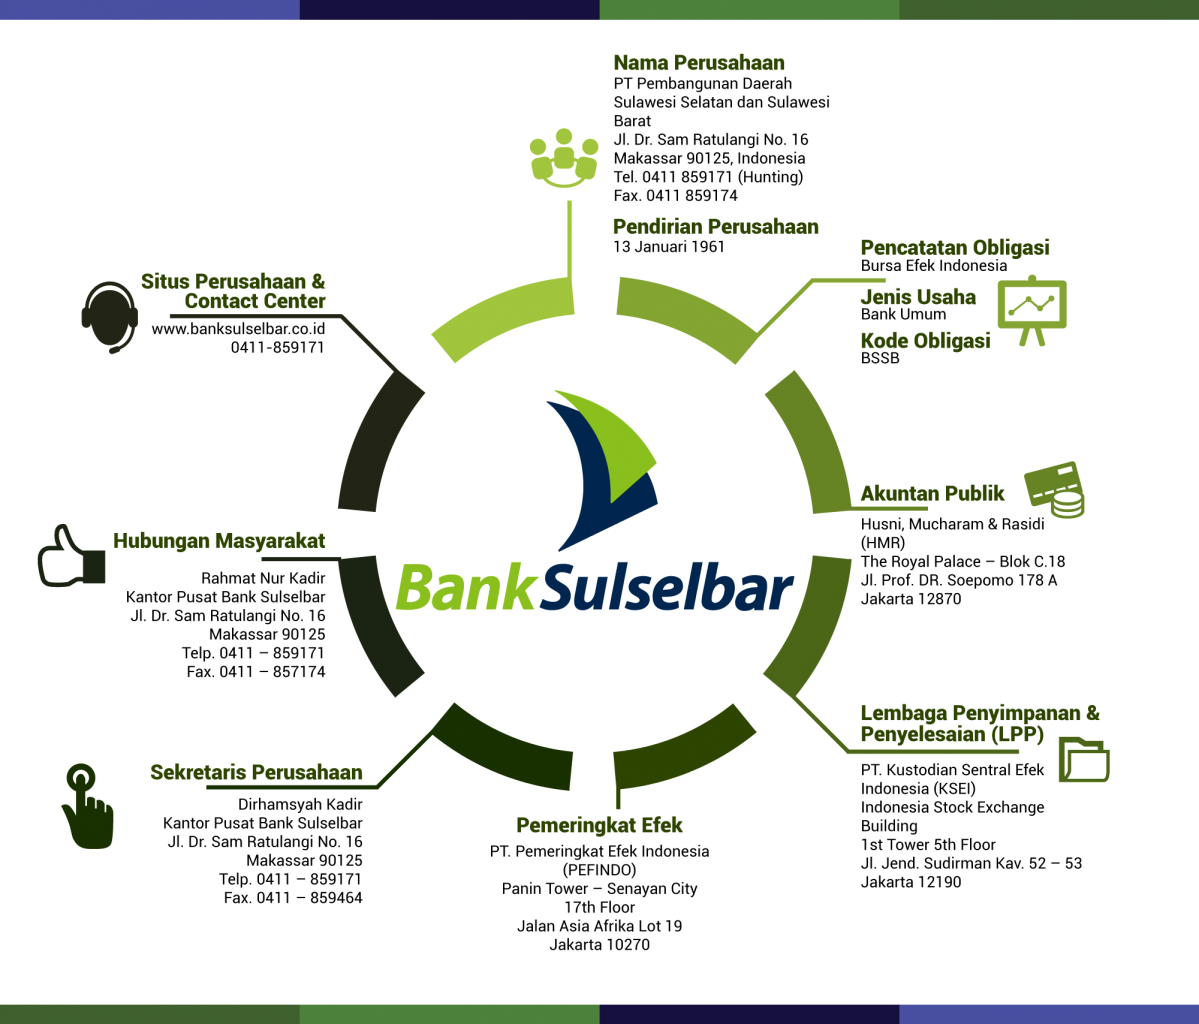 Nama Perusahaan
PT Pembangunan Daerah
Sulawesi Selatan dan Sulawesi
Barat
Jl. Dr. Sam Ratulangi No. 16
Makassar 90125, Indonesia
Tel. 0411 859171 (Hunting)
Fax. 0411 859174
Pendirian Perusahaan
13 Januari 1961
Pencatatan Obligasi
Bursa Efek Indonesia
Jenis Usaha
Bank Umum
Kode Obligasi
BSSB
Situs Perusahaan &
Contact Center
www.banksulselbar.co.id
0411-859171
Akuntan Publik
Husni, Mucharam & Rasidi
(HMR)
The Royal Palace – Blok C.18
Jl. Prof. DR. Soepomo 178 A
Jakarta 12870
Hubungan Masyarakat
Rahmat Nur Kadir
Kantor Pusat Bank Sulselbar
Jl. Dr. Sam Ratulangi No. 16
Makassar 90125
Telp. 0411 – 859171
Fax. 0411 – 857174
Bank Sulselbar
Lembaga Penyimpanan &
Penyelesaian (LPP)
PT. Kustodian Sentral Efek
Indonesia (KSEI)
Indonesia Stock Exchange
Building
1st Tower 5th Floor
Jl. Jend. Sudirman Kav. 52 – 53
Jakarta 12190
Sekretaris Perusahaan
Dirhamsyah Kadir
Kantor Pusat Bank Sulselbar
Jl. Dr. Sam Ratulangi No. 16
Makassar 90125
Telp. 0411 – 859171
Fax. 0411 – 859464
Pemeringkat Efek
PT. Pemeringkat Efek Indonesia
(PEFINDO)
Panin Tower – Senayan City
17th Floor
Jalan Asia Afrika Lot 19
Jakarta 10270